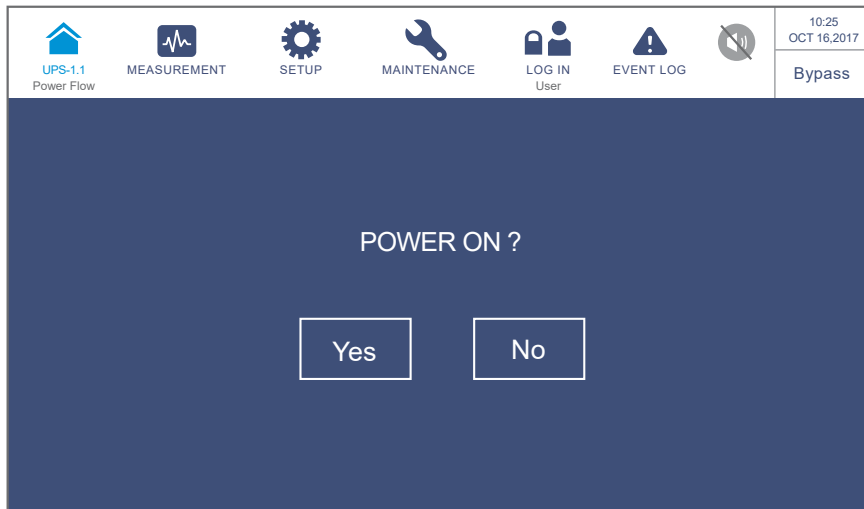 UPS-1.1
Power Flow
MEASUREMENT
SETUP
MAINTENANCE
LOG IN
User
EVENT LOG
10:25
OCT 16,2017
Bypass
POWER ON ?
Yes
No